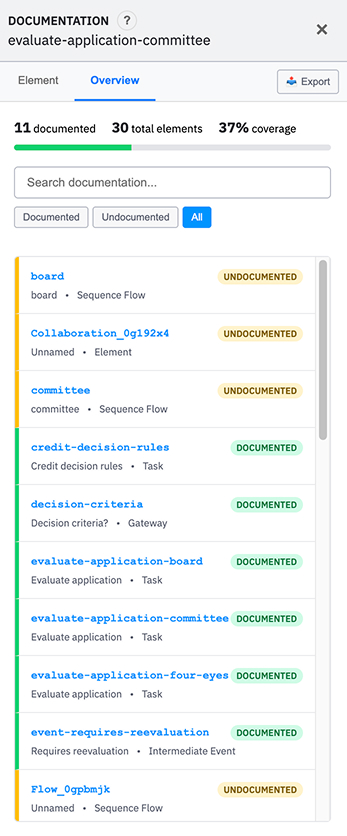 DOCUMENTATION ?
evaluate-application-committee
Element Overview Export
11 documented 30 total elements 37% coverage
Search documentation...
Documented Undocumented All
board UNDOCUMENTED
board • Sequence Flow
Collaboration_0g192x4 UNDOCUMENTED
Unnamed • Element
committee UNDOCUMENTED
committee • Sequence Flow
credit-decision-rules DOCUMENTED
Credit decision rules • Task
decision-criteria DOCUMENTED
Decision criteria? • Gateway
evaluate-application-board DOCUMENTED
Evaluate application • Task
evaluate-application-committee DOCUMENTED
Evaluate application • Task
evaluate-application-four-eyes DOCUMENTED
Evaluate application • Task
event-requires-reevaluation DOCUMENTED
Requires reevaluation • Intermediate Event
Flow_0gpbmjk UNDOCUMENTED
Unnamed • Sequence Flow